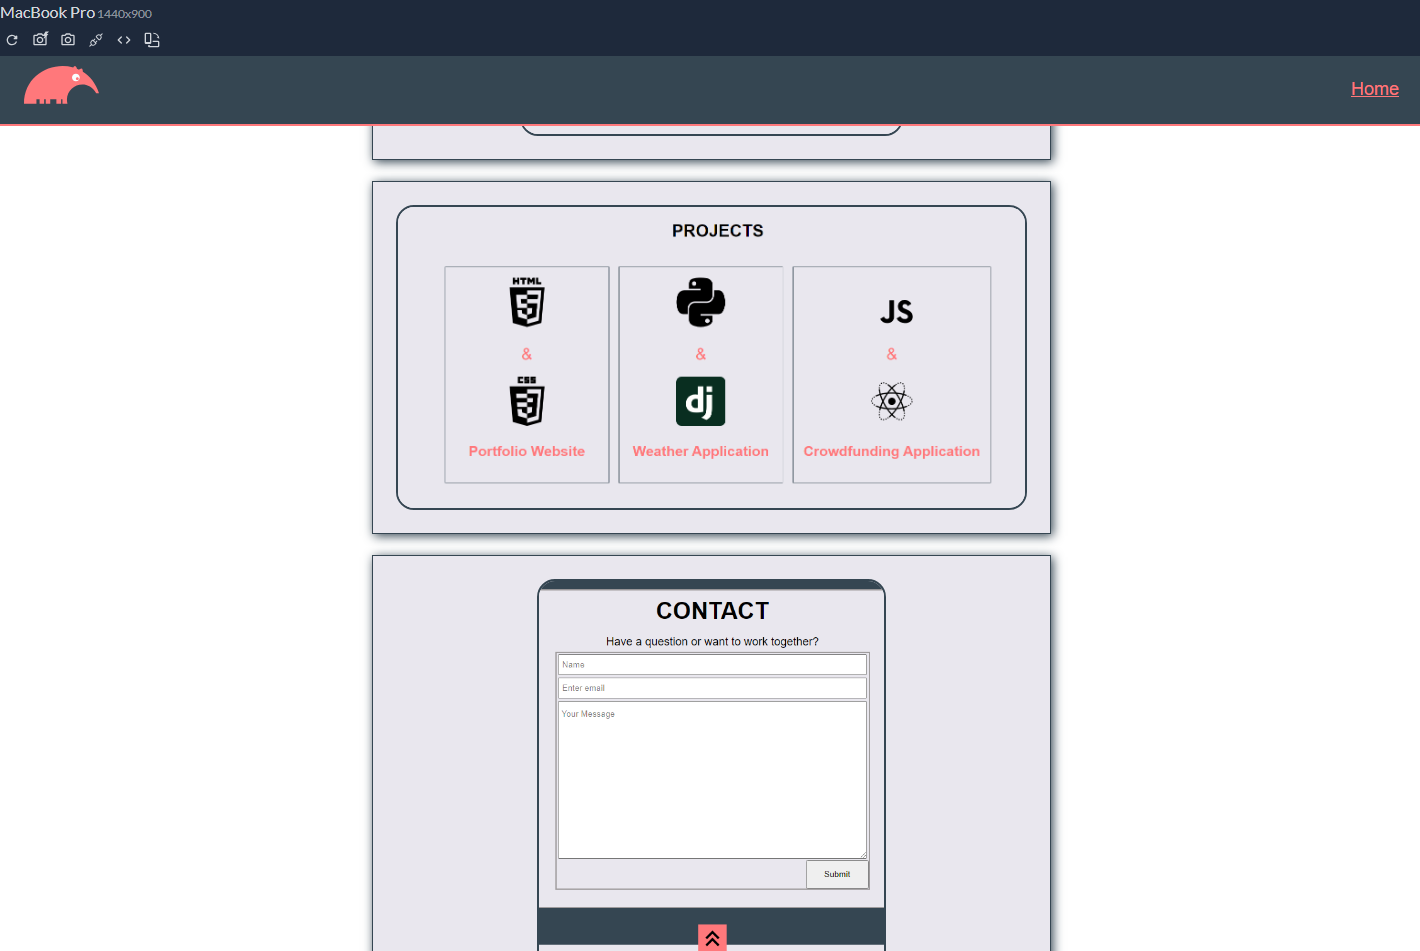 MacBook Pro 1440x900
Home
PROJECTS
HTML
JS
& & &
CSS
dj
Portfolio Website Weather Application Crowdfunding Application
CONTACT
Have a question or want to work together?
Name
Enter email
Your Message
Submit